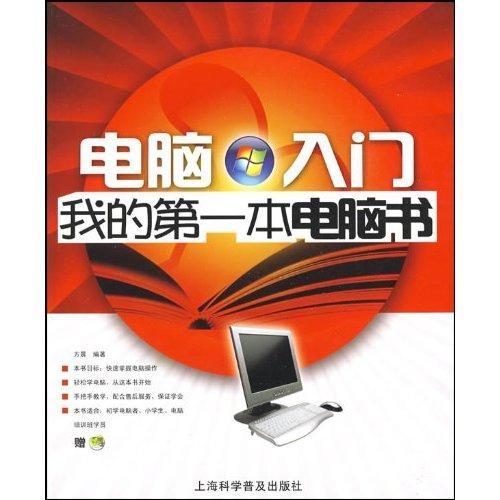 电脑入门
我的第一本电脑书
方晨 编著
本书目标：快速掌握电脑操作
轻松学电脑，从这本书开始
手把手教学，配合售后服务，保证学会
本书适合：初学电脑者、小学生、电脑
培训班学员
赠
上海科学普及出版社